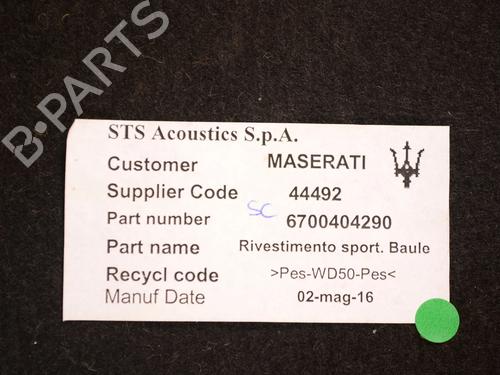 B-PARTS
STS Acoustics S.p.A.
Customer MASERATI
Supplier Code 44492
Part number SC 6700404290
Part name Rivestimento sport. Baule
Recycl code >Pes-WD50-Pes<
Manuf Date 02-mag-16